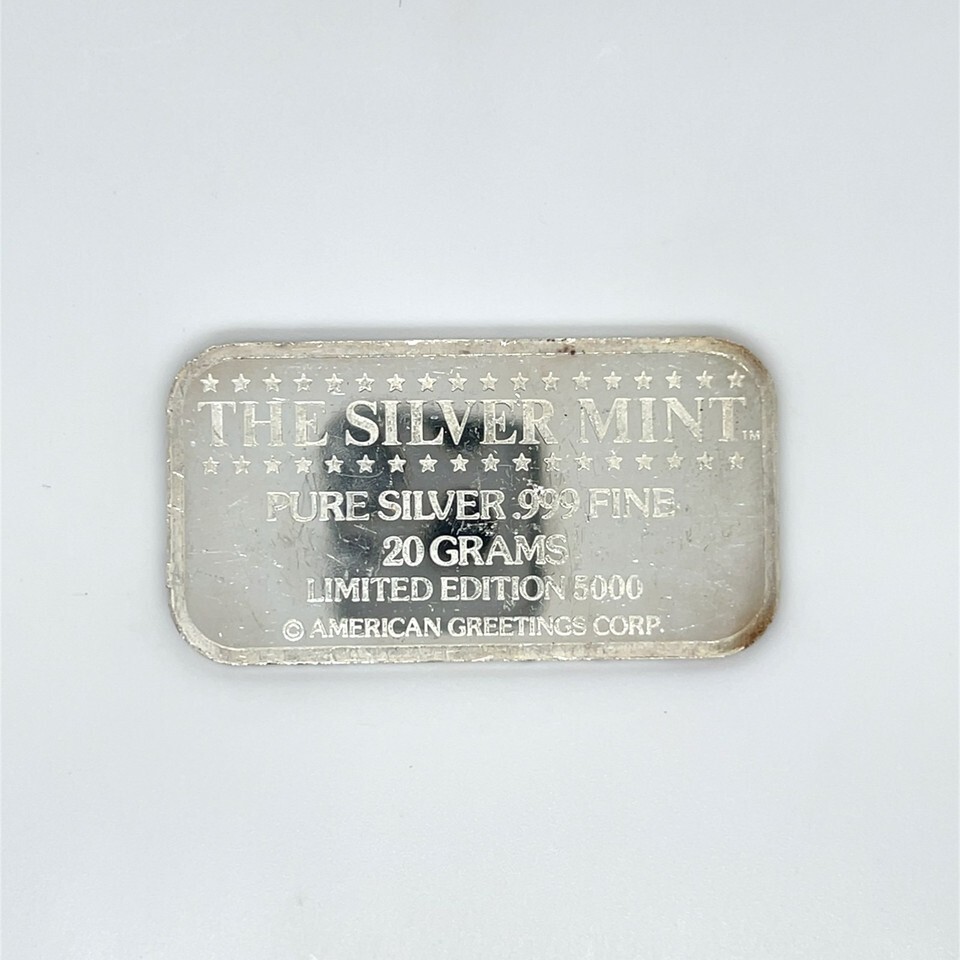 THE SILVER MINT™
PURE SILVER .999 FINE
20 GRAMS
LIMITED EDITION 5000
© AMERICAN GREETINGS CORP.